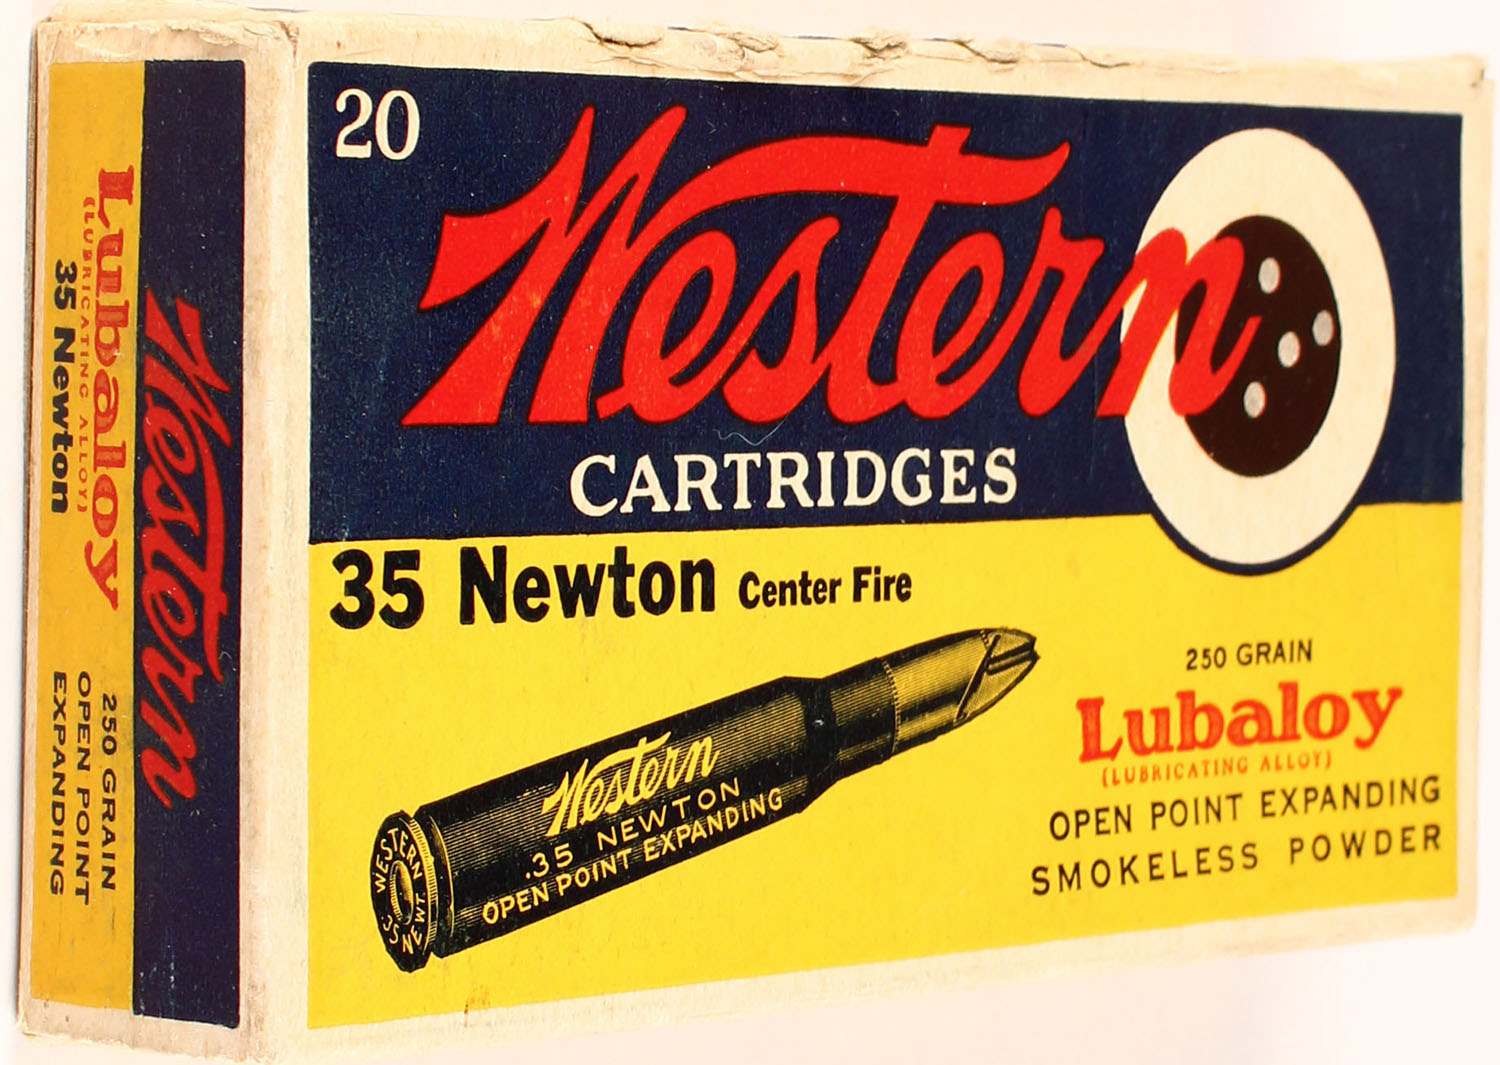 20
Western
CARTRIDGES
35 Newton Center Fire
Western
.35 NEWTON
OPEN POINT EXPANDING
WESTERN
.35 NEWT.
250 GRAIN
Lubaloy
(LUBRICATING ALLOY)
OPEN POINT EXPANDING
SMOKELESS POWDER
Western
Lubaloy
(LUBRICATING ALLOY)
35 Newton
250 GRAIN
OPEN POINT
EXPANDING